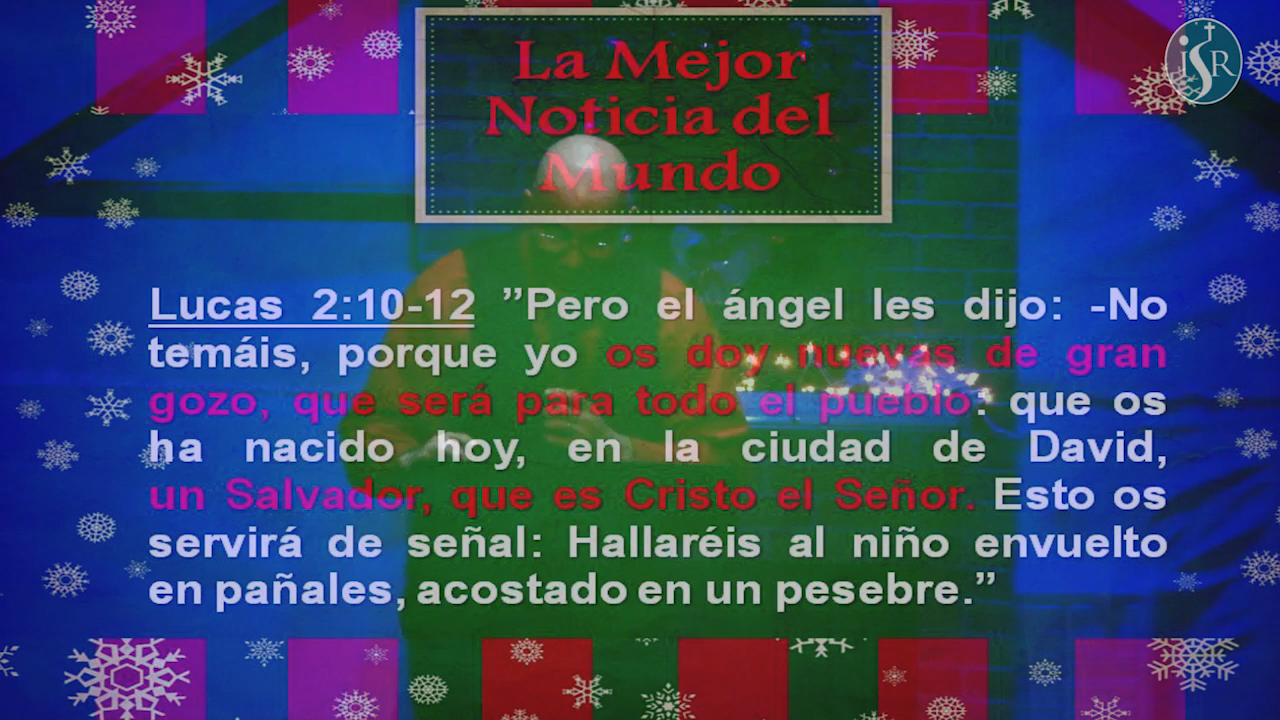 La Mejor
Noticia del
Mundo
iSR
Lucas 2:10-12 ”Pero el ángel les dijo: -No
temáis, porque yo os doy nuevas de gran
gozo, que será para todo el pueblo: que os
ha nacido hoy, en la ciudad de David,
un Salvador, que es Cristo el Señor. Esto os
servirá de señal: Hallaréis al niño envuelto
en pañales, acostado en un pesebre.”